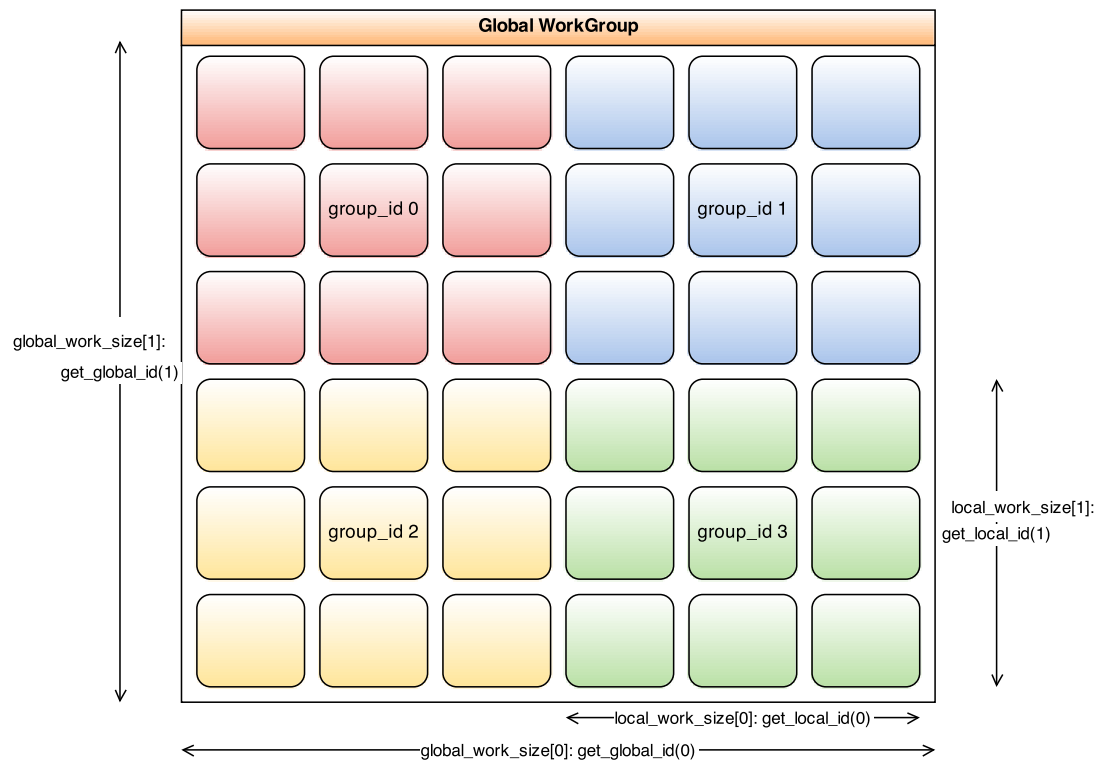 Global WorkGroup
group_id 0
group_id 1
global_work_size[1]:
get_global_id(1)
group_id 2
group_id 3
local_work_size[1]:
get_local_id(1)
local_work_size[0]: get_local_id(0)
global_work_size[0]: get_global_id(0)